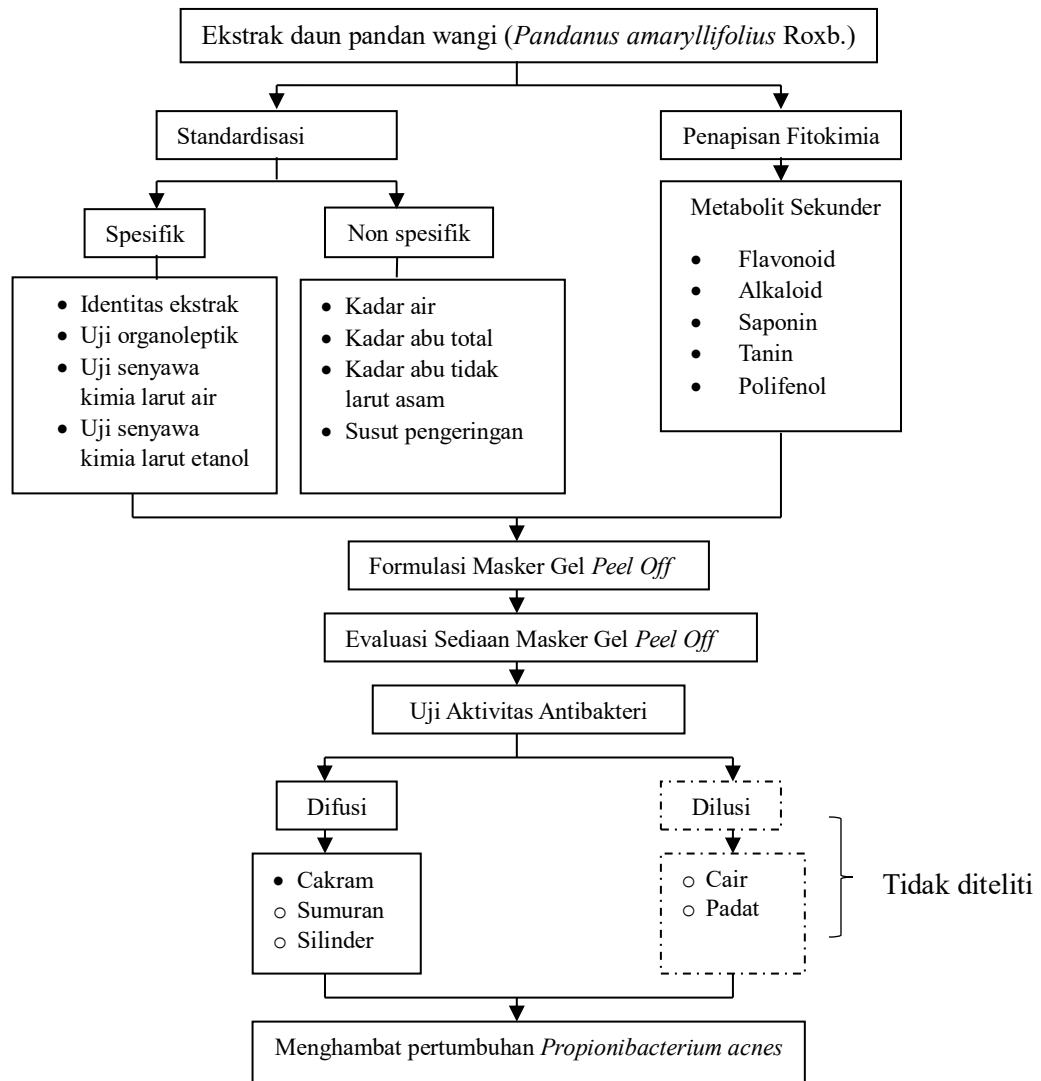 Ekstrak daun pandan wangi (Pandanus amaryllifolius Roxb.)
Standardisasi
Penapisan Fitokimia
Spesifik
Non spesifik
Metabolit Sekunder
• Flavonoid
• Alkaloid
• Saponin
• Tanin
• Polifenol
• Identitas ekstrak
• Uji organoleptik
• Uji senyawa
kimia larut air
• Uji senyawa
kimia larut etanol
• Kadar air
• Kadar abu total
• Kadar abu tidak
larut asam
• Susut pengeringan
Formulasi Masker Gel Peel Off
Evaluasi Sediaan Masker Gel Peel Off
Uji Aktivitas Antibakteri
Difusi
Dilusi
• Cakram
○ Sumuran
○ Silinder
○ Cair
○ Padat
Tidak diteliti
Menghambat pertumbuhan Propionibacterium acnes